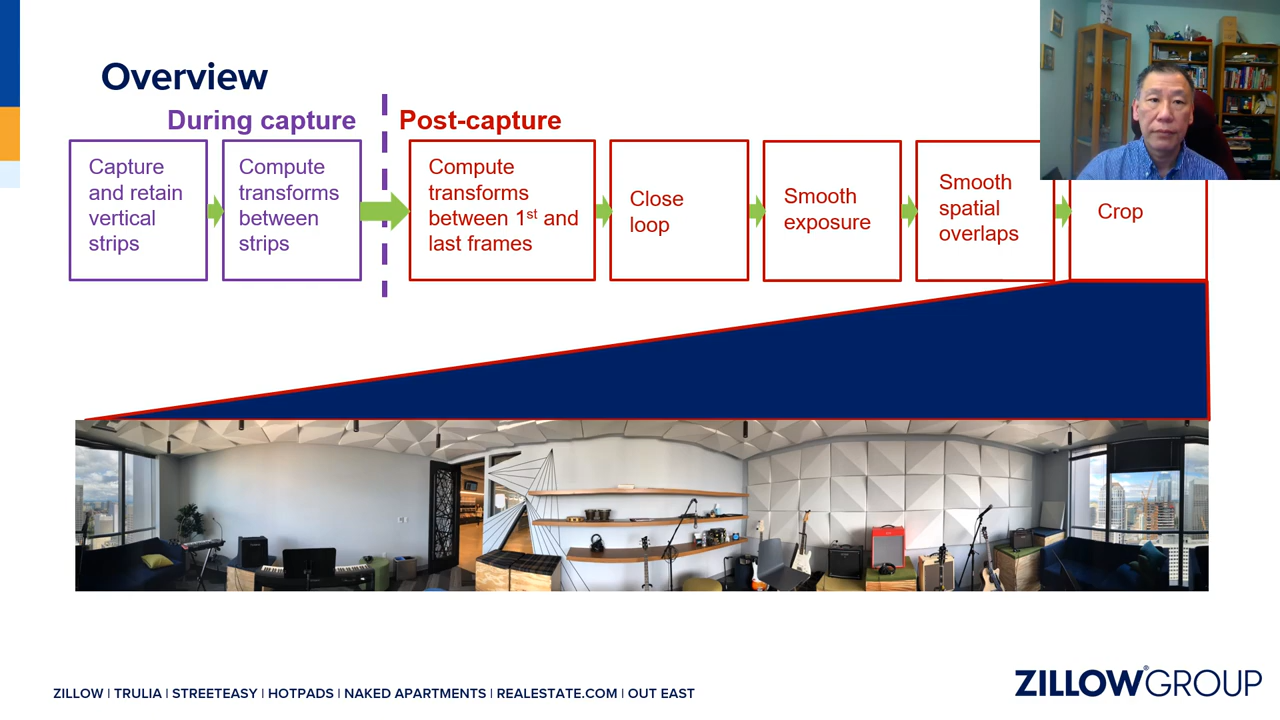 Overview
During capture
Post-capture
Capture
and retain
vertical
strips
Compute
transforms
between
strips
Compute
transforms
between 1st and
last frames
Close
loop
Smooth
exposure
Smooth
spatial
overlaps
Crop
ZILLOW | TRULIA | STREETEASY | HOTPADS | NAKED APARTMENTS | REALESTATE.COM | OUT EAST
ZILLOW® GROUP